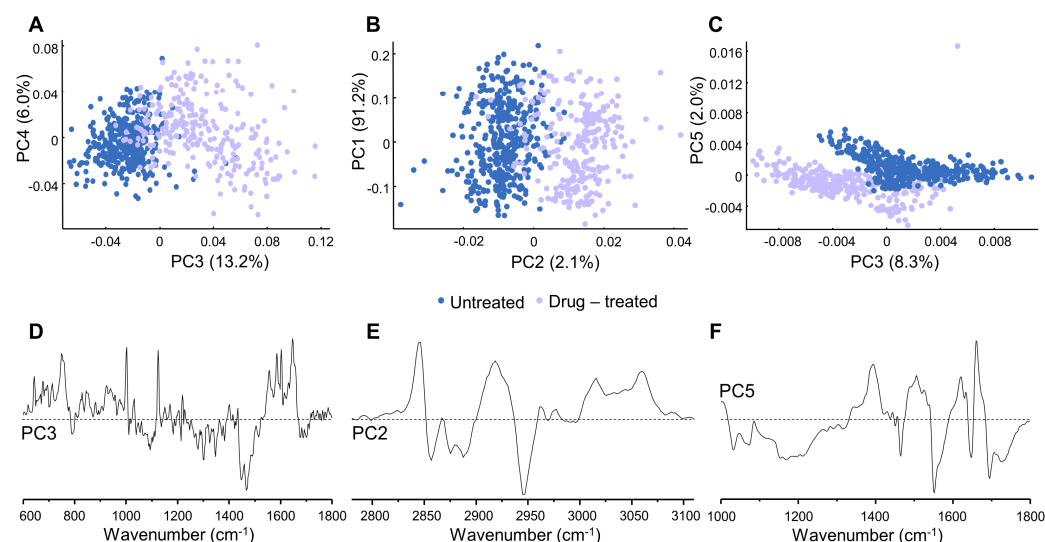 A
B
C
0.08
0.04
0
-0.04
PC4 (6.0%)
-0.04
0
0.04
0.08
0.12
PC3 (13.2%)
0.2
0.1
0
-0.1
PC1 (91.2%)
-0.02
0
0.02
0.04
PC2 (2.1%)
0.016
0.012
0.008
0.004
0
-0.004
PC5 (2.0%)
-0.008
-0.004
0
0.004
0.008
PC3 (8.3%)
Untreated
Drug – treated
D
E
F
PC3
600
800
1000
1200
1400
1600
1800
Wavenumber (cm-1)
PC2
2800
2850
2900
2950
3000
3050
3100
Wavenumber (cm-1)
PC5
1000
1200
1400
1600
1800
Wavenumber (cm-1)